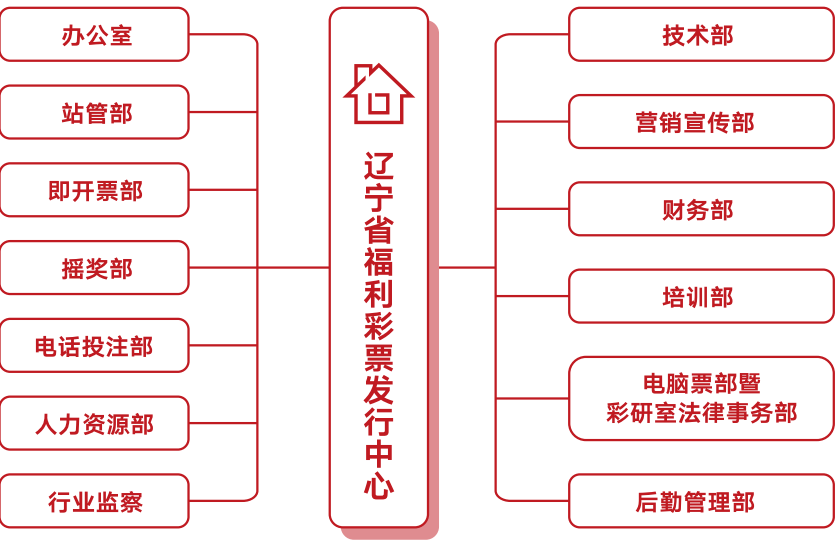 办公室
站管部
即开票部
摇奖部
电话投注部
人力资源部
行业监察
辽宁省福利彩票发行中心
技术部
营销宣传部
财务部
培训部
电脑票部暨
彩研室法律事务部
后勤管理部